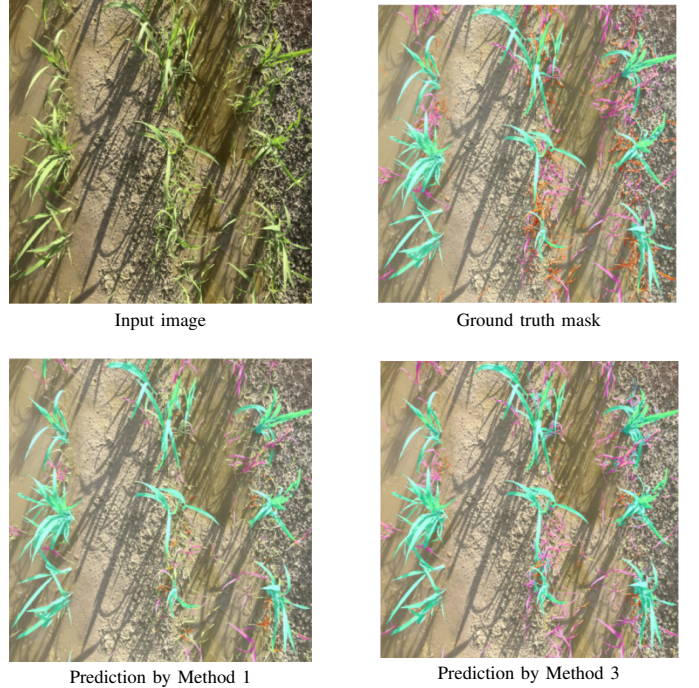 Input image
Ground truth mask
Prediction by Method 1
Prediction by Method 3